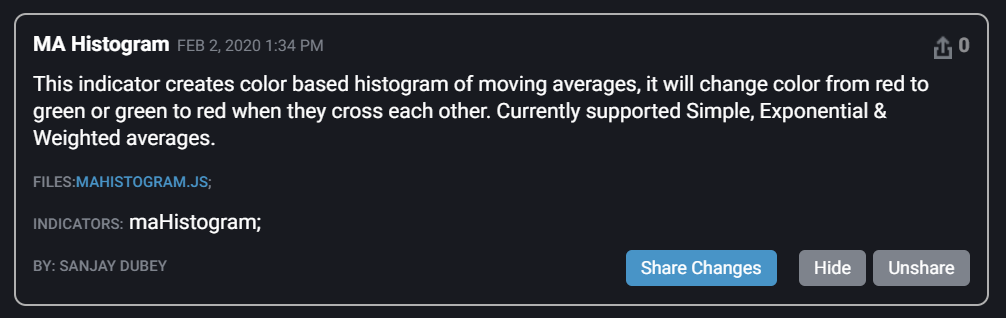 MA Histogram FEB 2, 2020 1:34 PM 0
This indicator creates color based histogram of moving averages, it will change color from red to
green or green to red when they cross each other. Currently supported Simple, Exponential &
Weighted averages.
FILES:MAHISTOGRAM.JS;
INDICATORS: maHistogram;
BY: SANJAY DUBEY Share Changes Hide Unshare